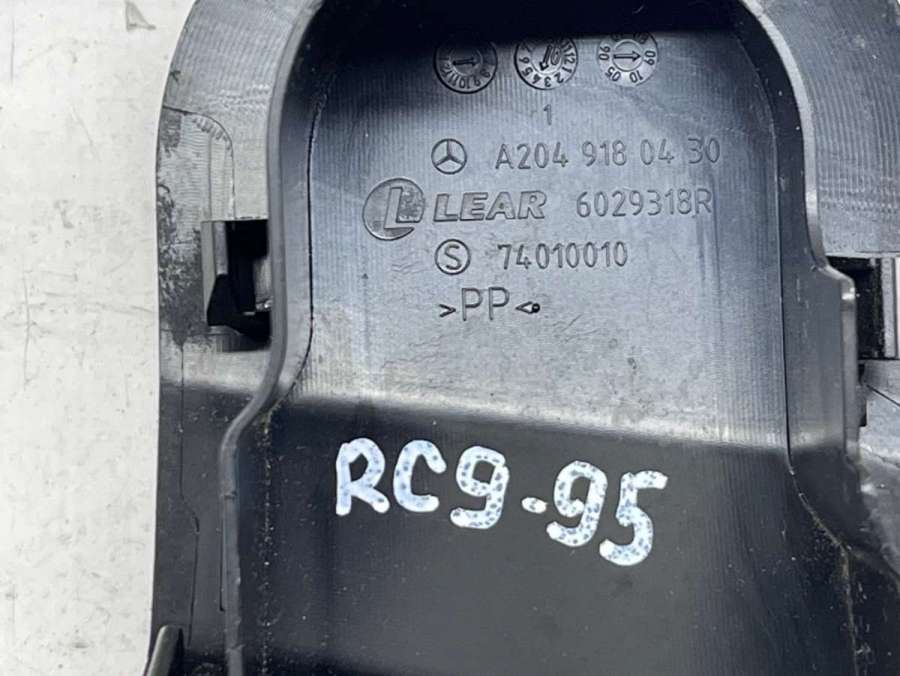 1
A204 918 04 30
LEAR 6029318R
S 74010010
>PP<
RC9-95